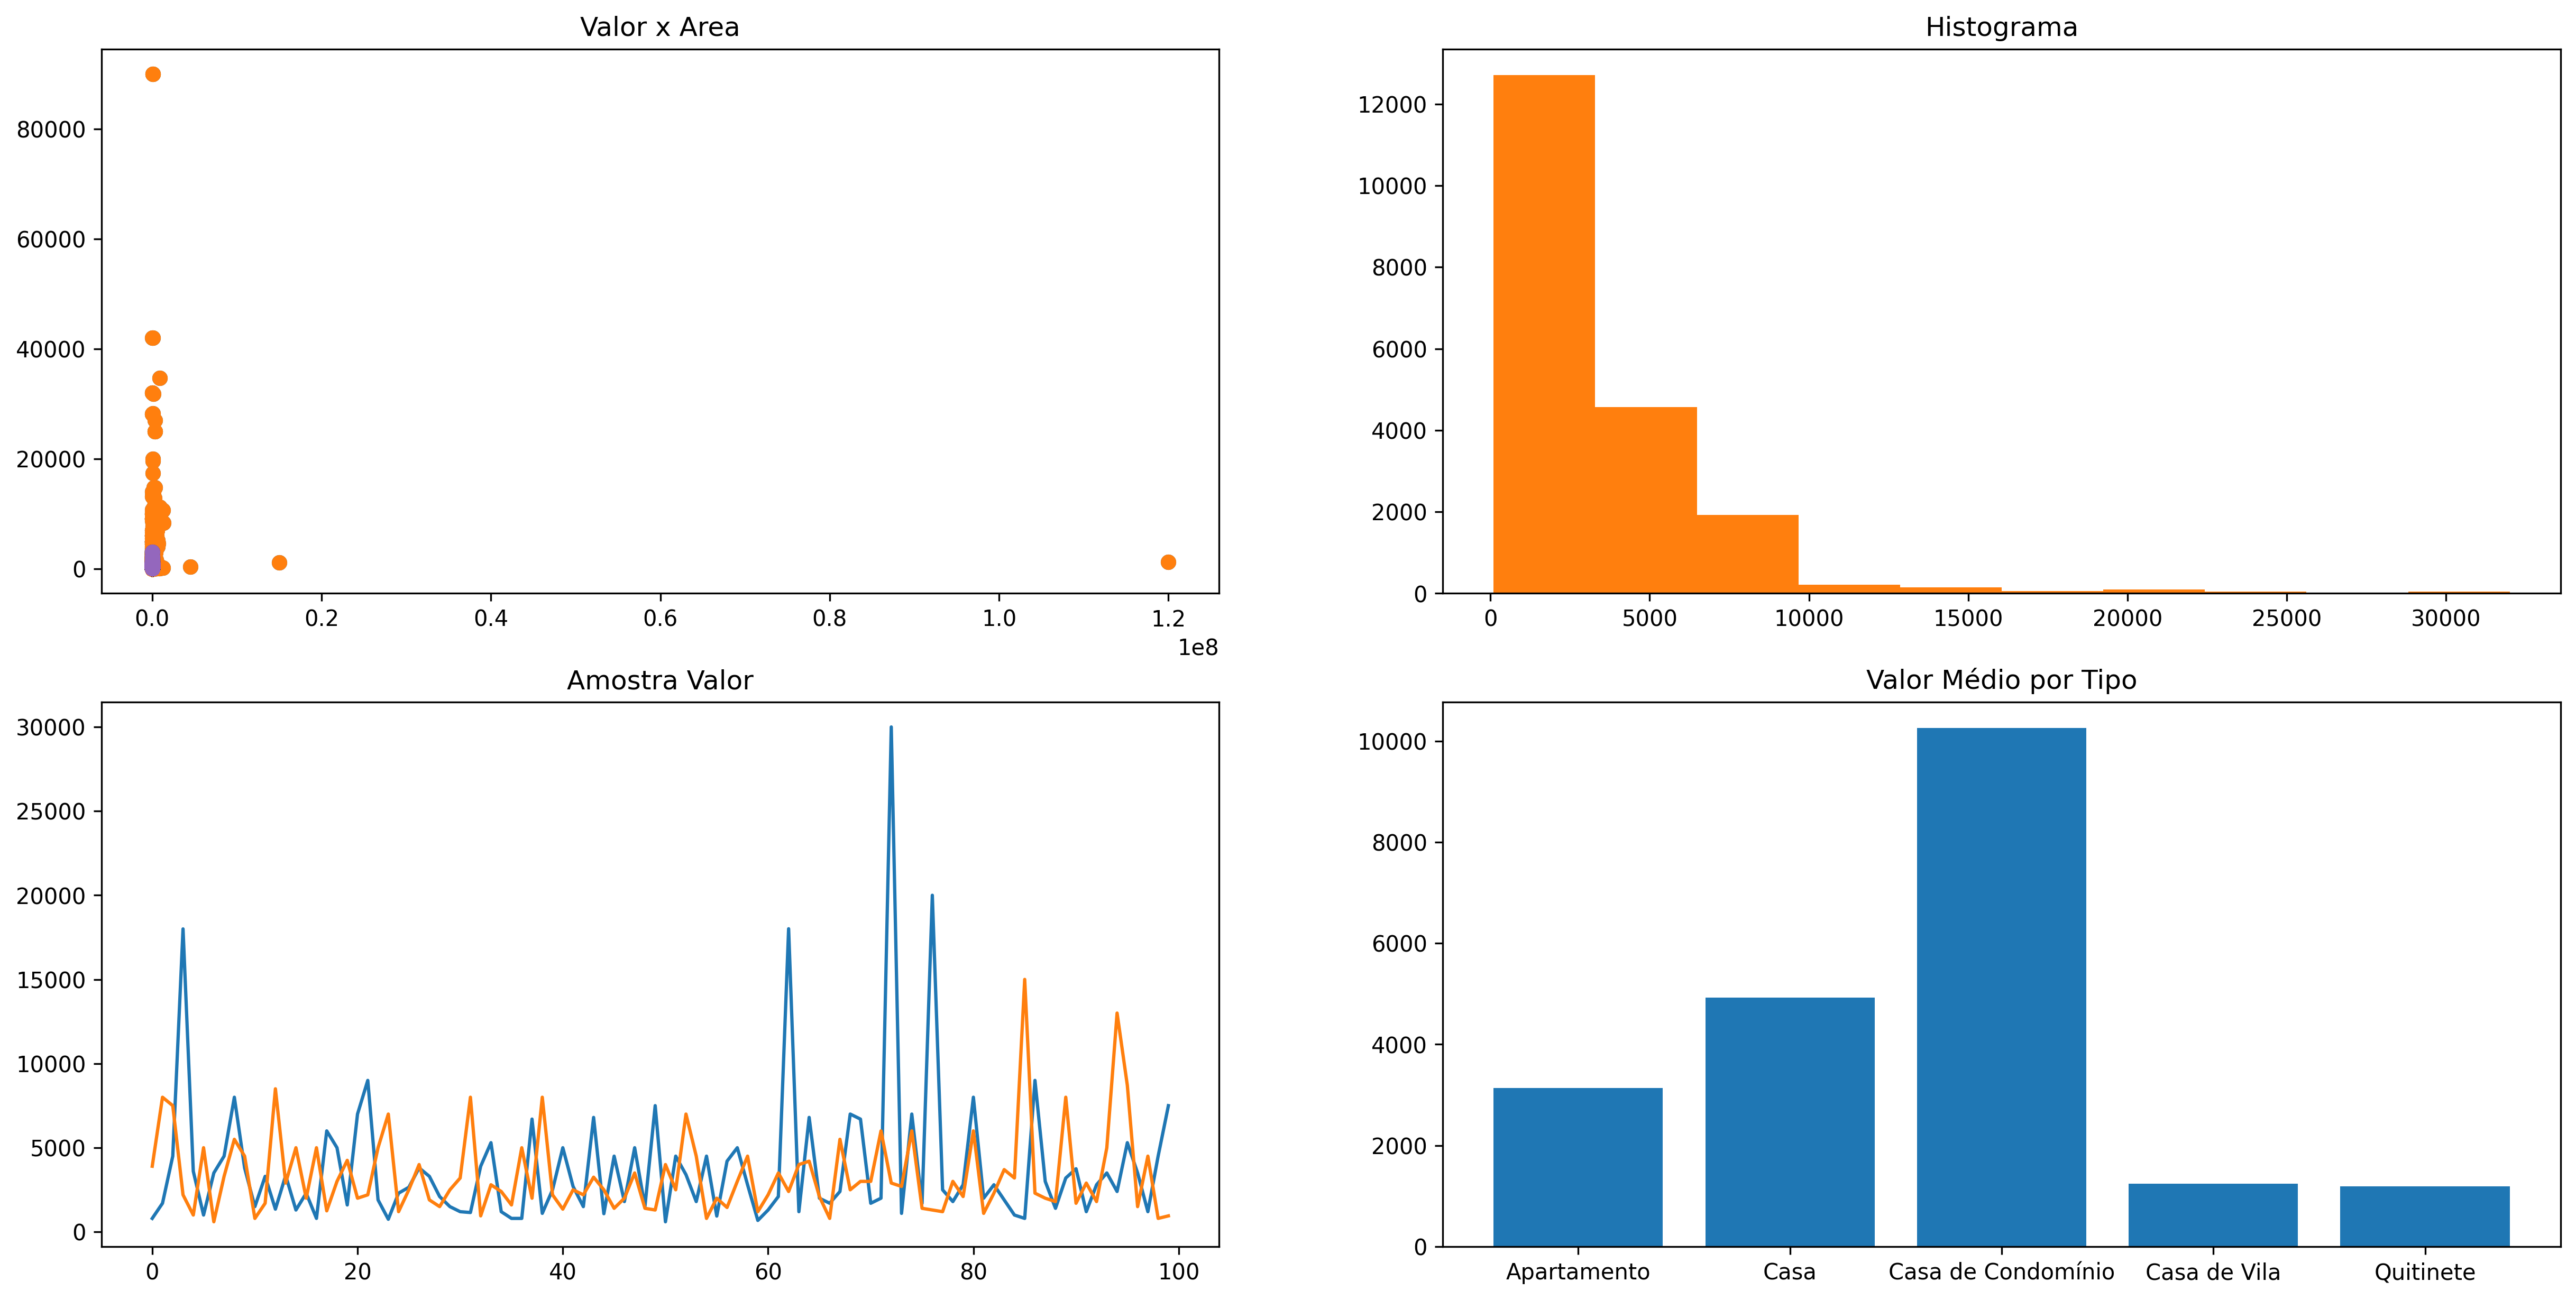 Valor x Area
80000
60000
40000
20000
0
0.0 0.2 0.4 0.6 0.8 1.0 1.2
1e8
Histograma
12000
10000
8000
6000
4000
2000
0
0 5000 10000 15000 20000 25000 30000
Amostra Valor
30000
25000
20000
15000
10000
5000
0
0 20 40 60 80 100
Valor Médio por Tipo
10000
8000
6000
4000
2000
0
Apartamento Casa Casa de Condomínio Casa de Vila Quitinete